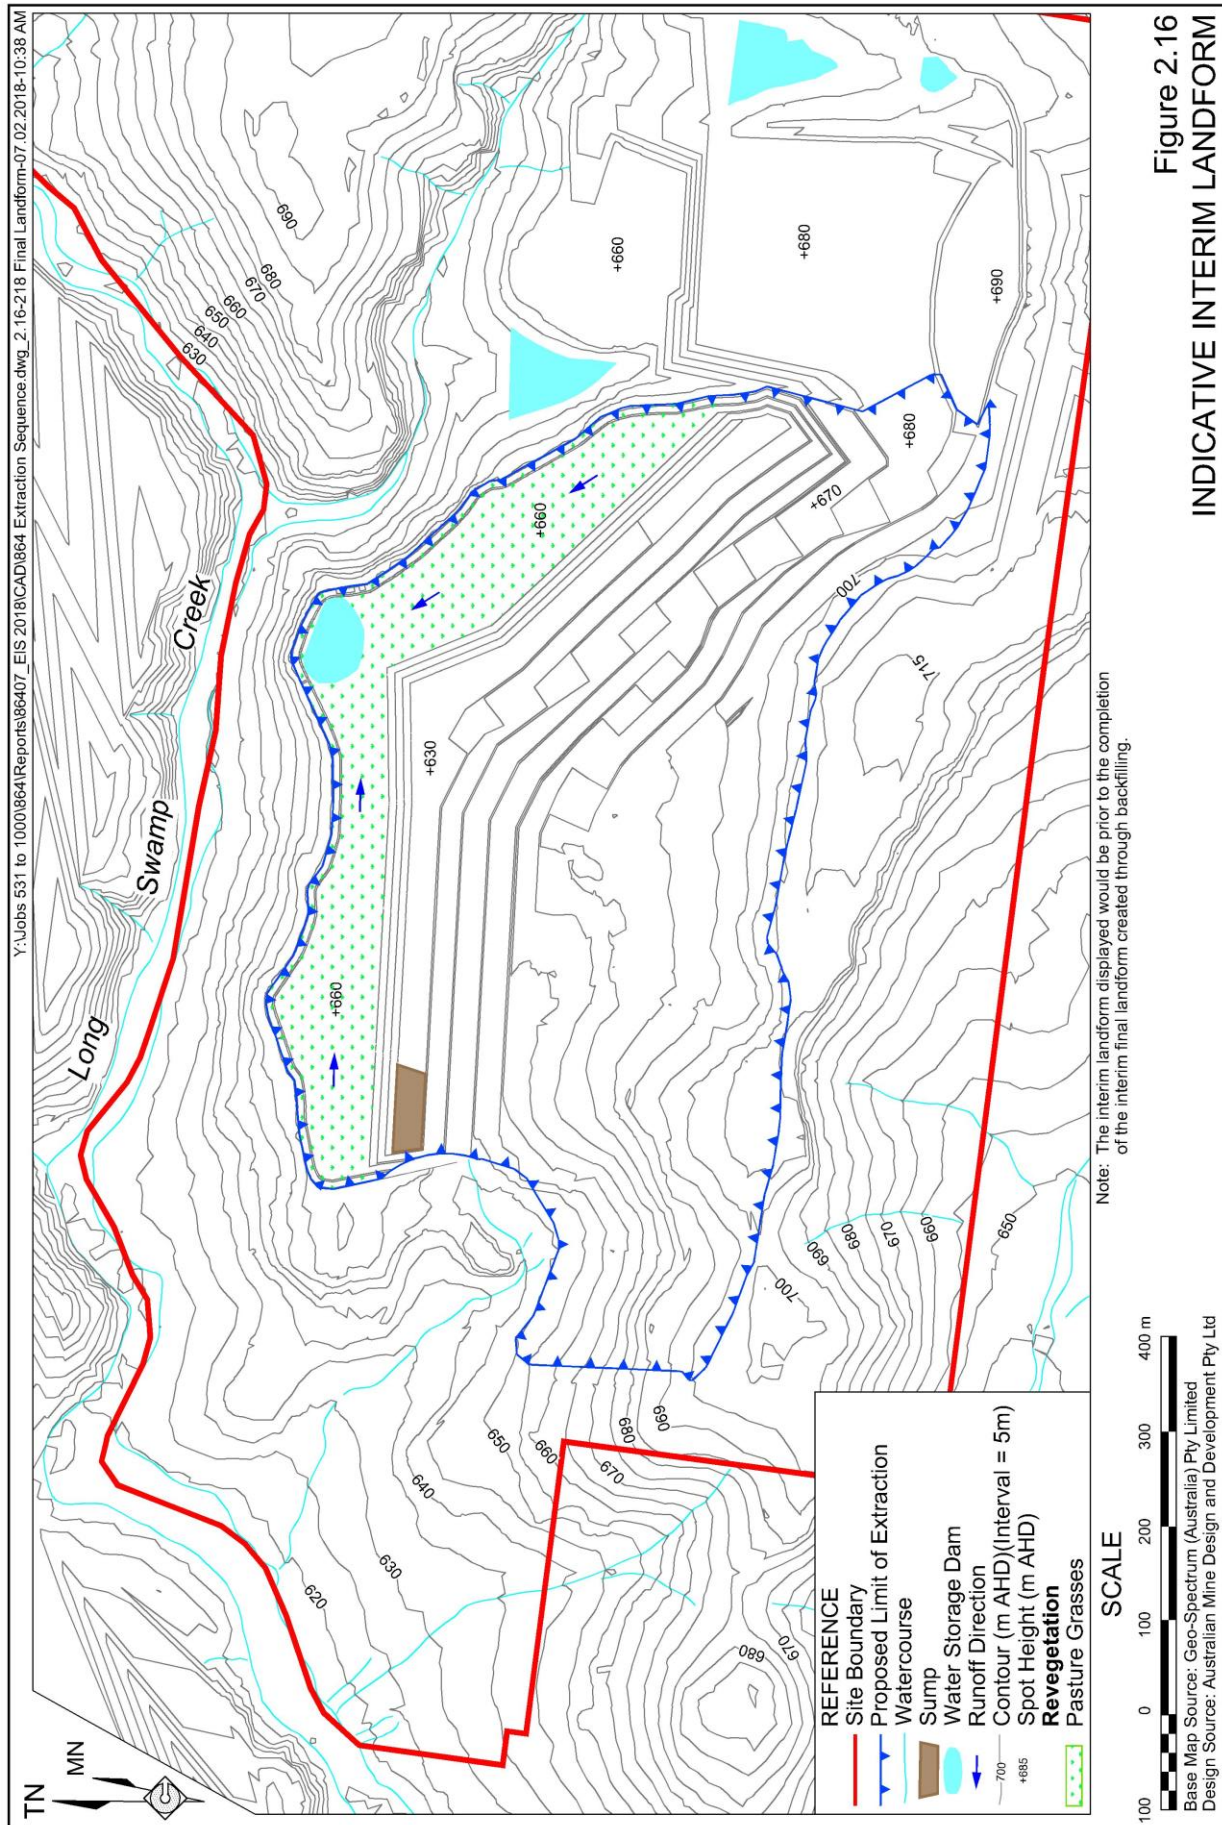 Y:\Jobs 531 to 1000\864\Reports\86407_EIS 2018\CAD\864 Extraction Sequence.dwg_2.16-218 Final Landform-07.02.2018-10:38 AM
TN
MN
Long
Swamp
Creek
690
680
670
660
650
640
630
+660
+680
+690
+660
+660
+630
+680
+670
700
715
700
690
680
670
660
650
620
630
640
650
660
670
680
690
680
670
REFERENCE
Site Boundary
Proposed Limit of Extraction
Watercourse
Sump
Water Storage Dam
Runoff Direction
700
Contour (m AHD)(Interval = 5m)
+685
Spot Height (m AHD)
Revegetation
Pasture Grasses
Note: The interim landform displayed would be prior to the completion
of the interim final landform created through backfilling.
SCALE
100 0 100 200 300 400 m
Base Map Source: Geo-Spectrum (Australia) Pty Limited
Design Source: Australian Mine Design and Development Pty Ltd
Figure 2.16
INDICATIVE INTERIM LANDFORM